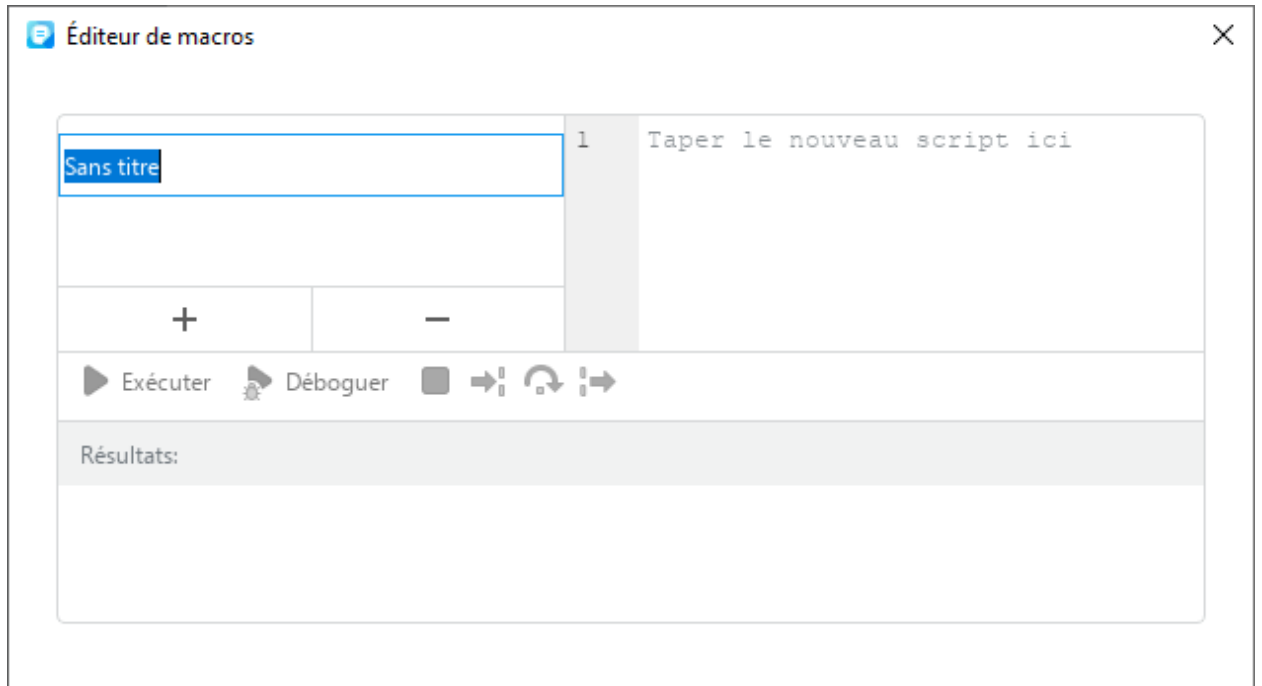 Éditeur de macros
Sans titre
1 Taper le nouveau script ici
Exécuter Déboguer
Résultats: